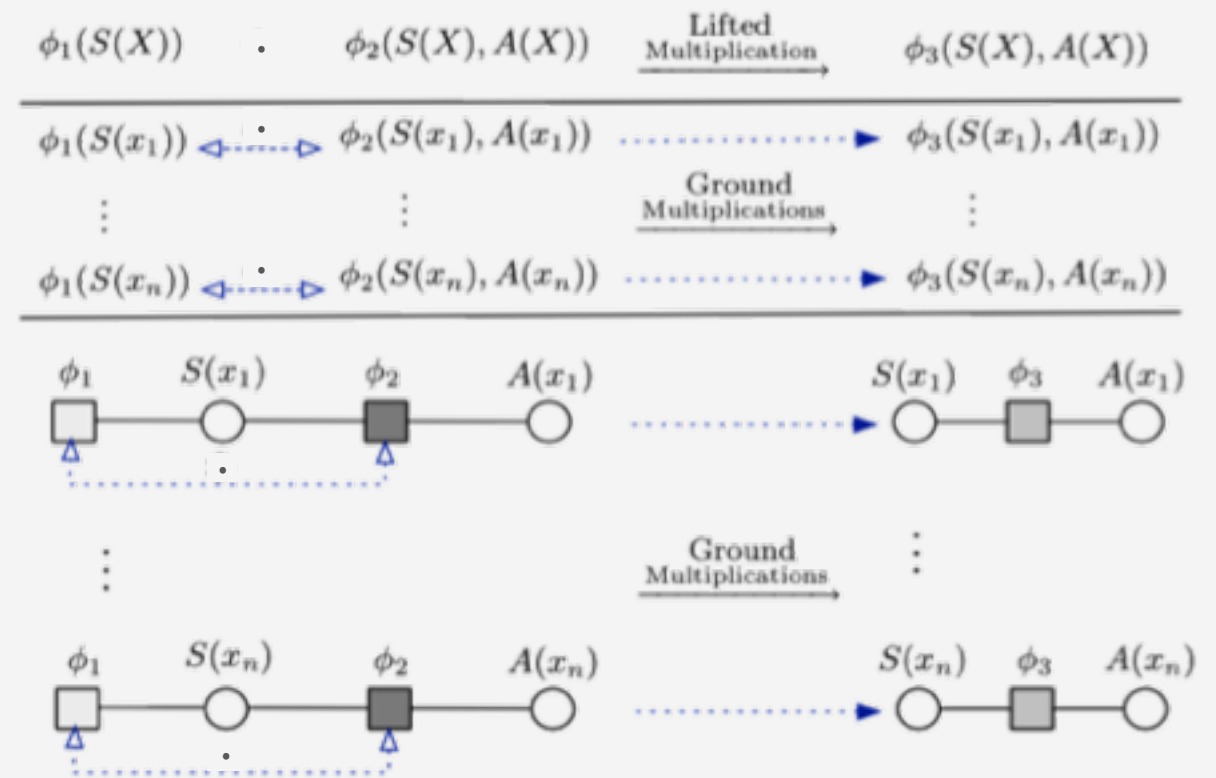 ϕ₁(S(X)) · ϕ₂(S(X), A(X)) Lifted Multiplication ϕ₃(S(X), A(X))
ϕ₁(S(x₁)) · ϕ₂(S(x₁), A(x₁)) ϕ₃(S(x₁), A(x₁))
⋮ ⋮ Ground Multiplications ⋮
ϕ₁(S(xₙ)) · ϕ₂(S(xₙ), A(xₙ)) ϕ₃(S(xₙ), A(xₙ))
ϕ₁ S(x₁) ϕ₂ A(x₁) S(x₁) ϕ₃ A(x₁)
·
⋮ Ground Multiplications ⋮
ϕ₁ S(xₙ) ϕ₂ A(xₙ) S(xₙ) ϕ₃ A(xₙ)
·